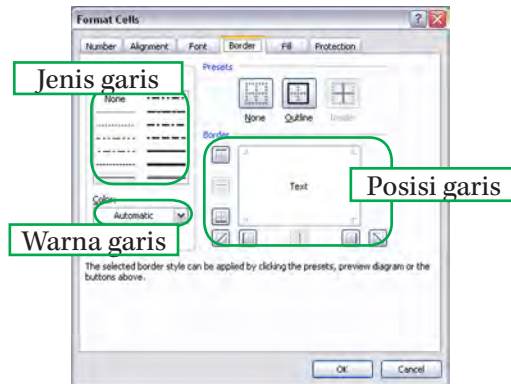 Format Cells
Number Alignment Font Border Fill Protection
Jenis garis
Presets
None
None Outline Inside
Border
Text
Posisi garis
Color:
Automatic
Warna garis
The selected border style can be applied by clicking the presets, preview diagram or the
buttons above.
OK Cancel